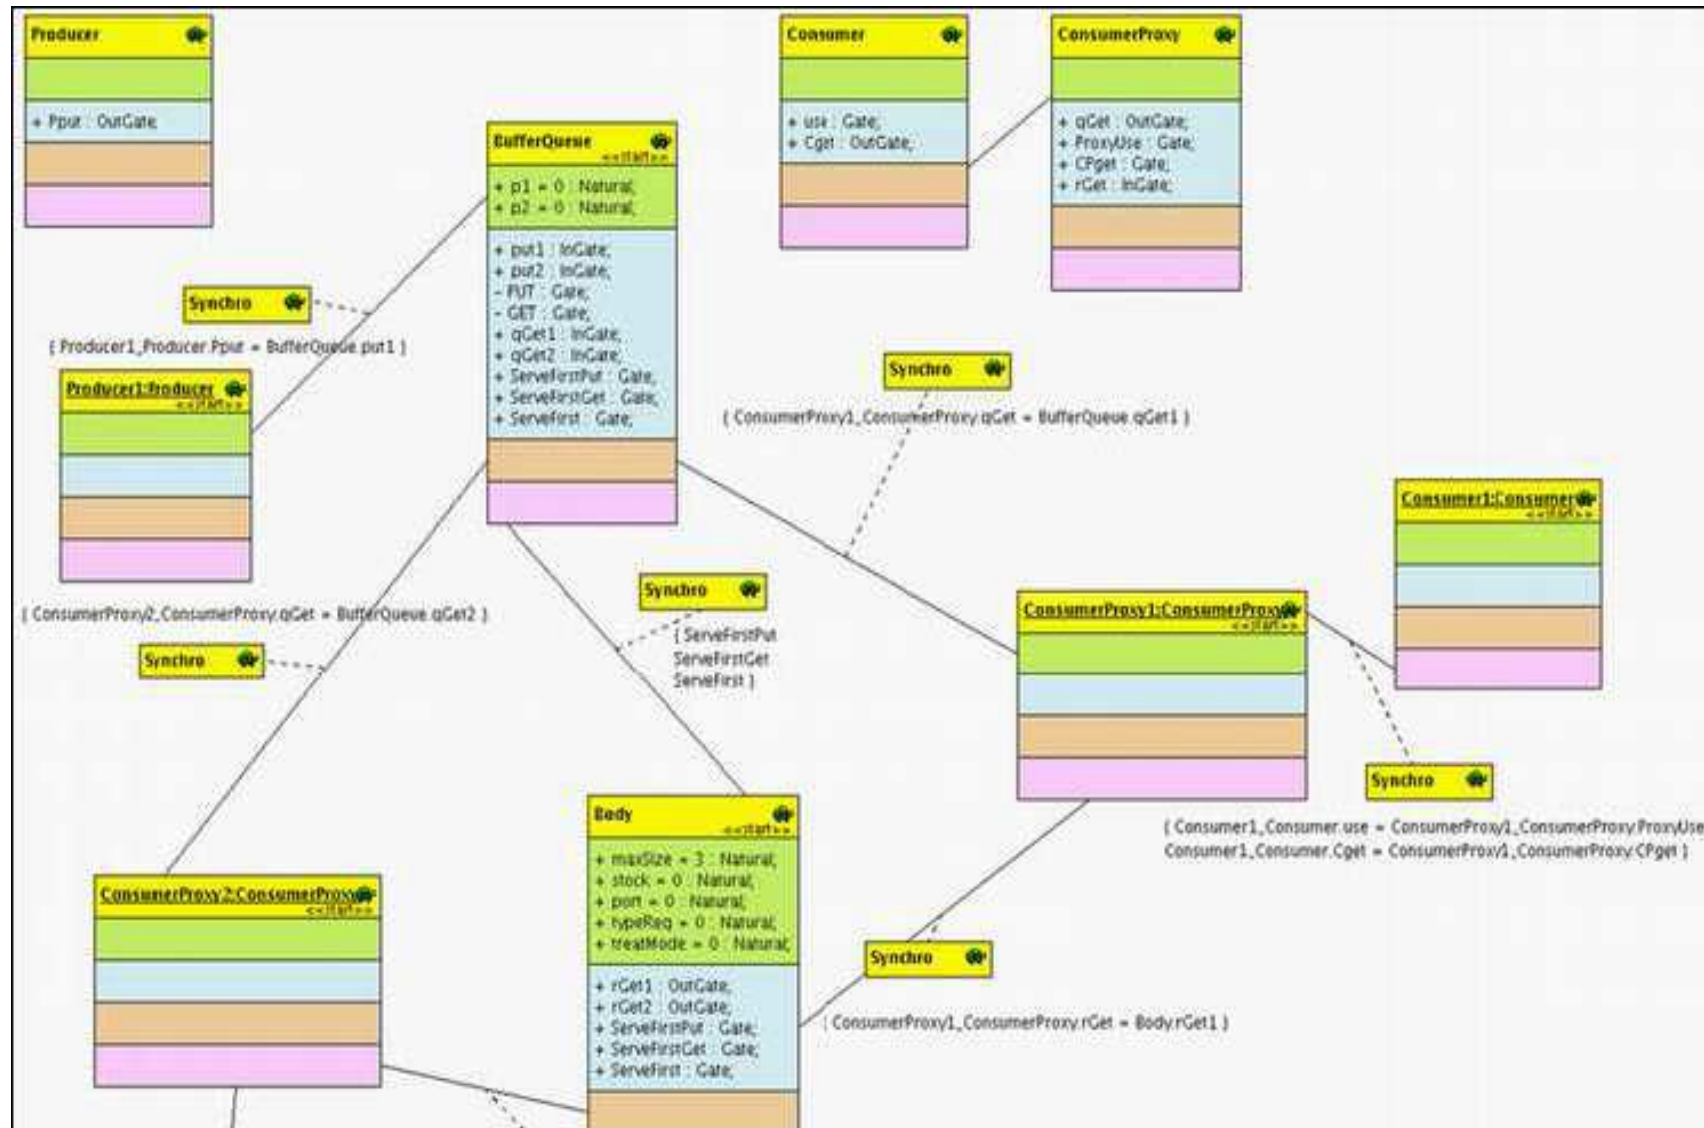 Producer
+ Pput : OutGate;
Consumer
+ use : Gate;
+ Cget : OutGate;
ConsumerProxy
+ qGet : OutGate;
+ ProxyUse : Gate;
+ CPget : Gate;
+ rGet : InGate;
BufferQueue
<<start>>
+ p1 = 0 : Natural;
+ p2 = 0 : Natural;
+ put1 : InGate;
+ put2 : InGate;
- PUT : Gate;
- GET : Gate;
+ qGet1 : InGate;
+ qGet2 : InGate;
+ ServeFirstPut : Gate;
+ ServeFirstGet : Gate;
+ ServeFirst : Gate;
Synchro
{ Producer1_Producer.Pput = BufferQueue.put1 }
Producer1:Producer
<<start>>
Synchro
{ ConsumerProxy1_ConsumerProxy.qGet = BufferQueue.qGet1 }
Consumer1:Consumer
<<start>>
{ ConsumerProxy2_ConsumerProxy.qGet = BufferQueue.qGet2 }
Synchro
Synchro
{ ServeFirstPut
ServeFirstGet
ServeFirst }
ConsumerProxy1:ConsumerProxy
<<start>>
Synchro
{ Consumer1_Consumer.use = ConsumerProxy1_ConsumerProxy.ProxyUse
Consumer1_Consumer.Cget = ConsumerProxy1_ConsumerProxy.CPget }
Body
<<start>>
+ maxSize = 3 : Natural;
+ stock = 0 : Natural;
+ port = 0 : Natural;
+ typeReq = 0 : Natural;
+ treatMode = 0 : Natural;
+ rGet1 : OutGate;
+ rGet2 : OutGate;
+ ServeFirstPut : Gate;
+ ServeFirstGet : Gate;
+ ServeFirst : Gate;
ConsumerProxy2:ConsumerProxy
<<start>>
Synchro
{ ConsumerProxy1_ConsumerProxy.rGet = Body.rGet1 }